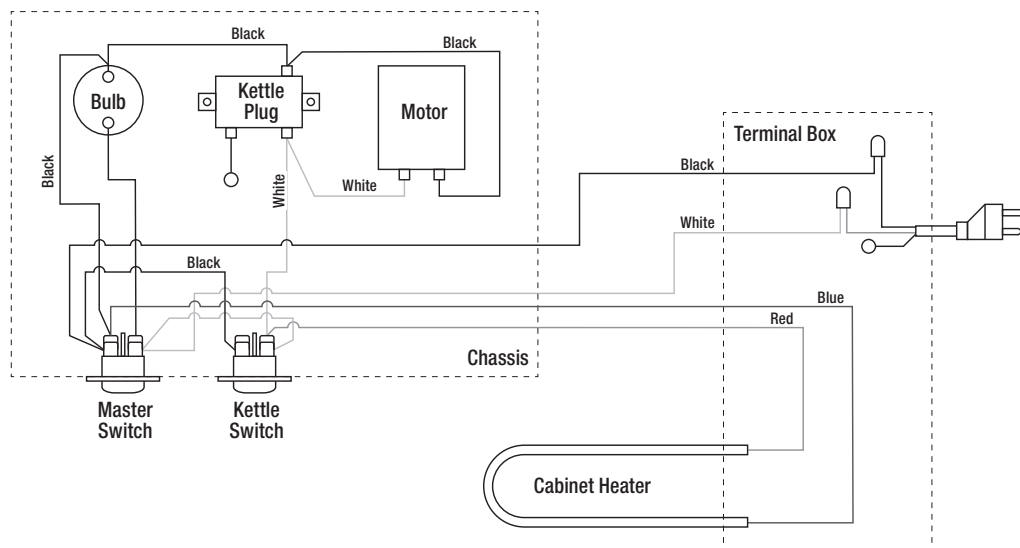 Black
Black
Bulb
Kettle
Plug
Motor
Terminal Box
Black
Black
White
White
White
Black
Blue
Red
Chassis
Master
Switch
Kettle
Switch
Cabinet Heater